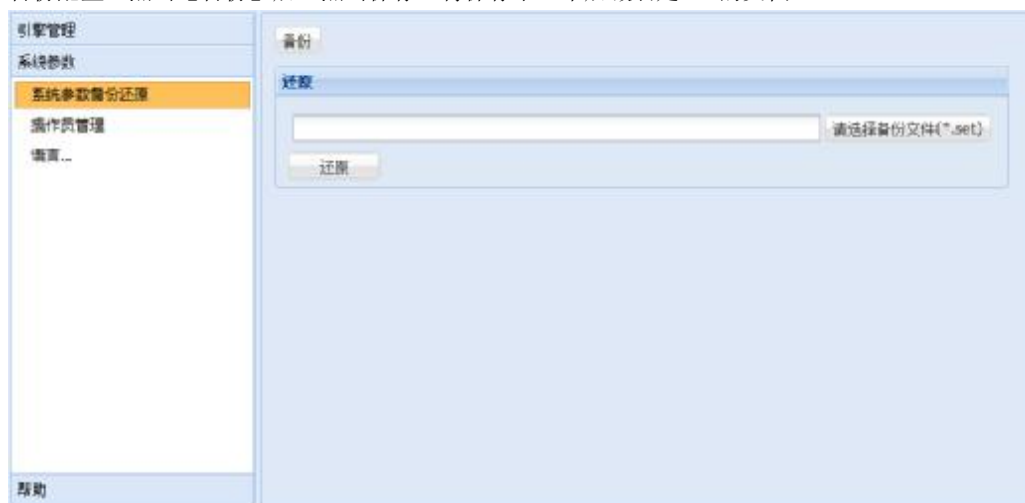 引擎管理
系统参数
系统参数备份还原
操作员管理
语言...
帮助
备份
还原
请选择备份文件(*.set)
还原